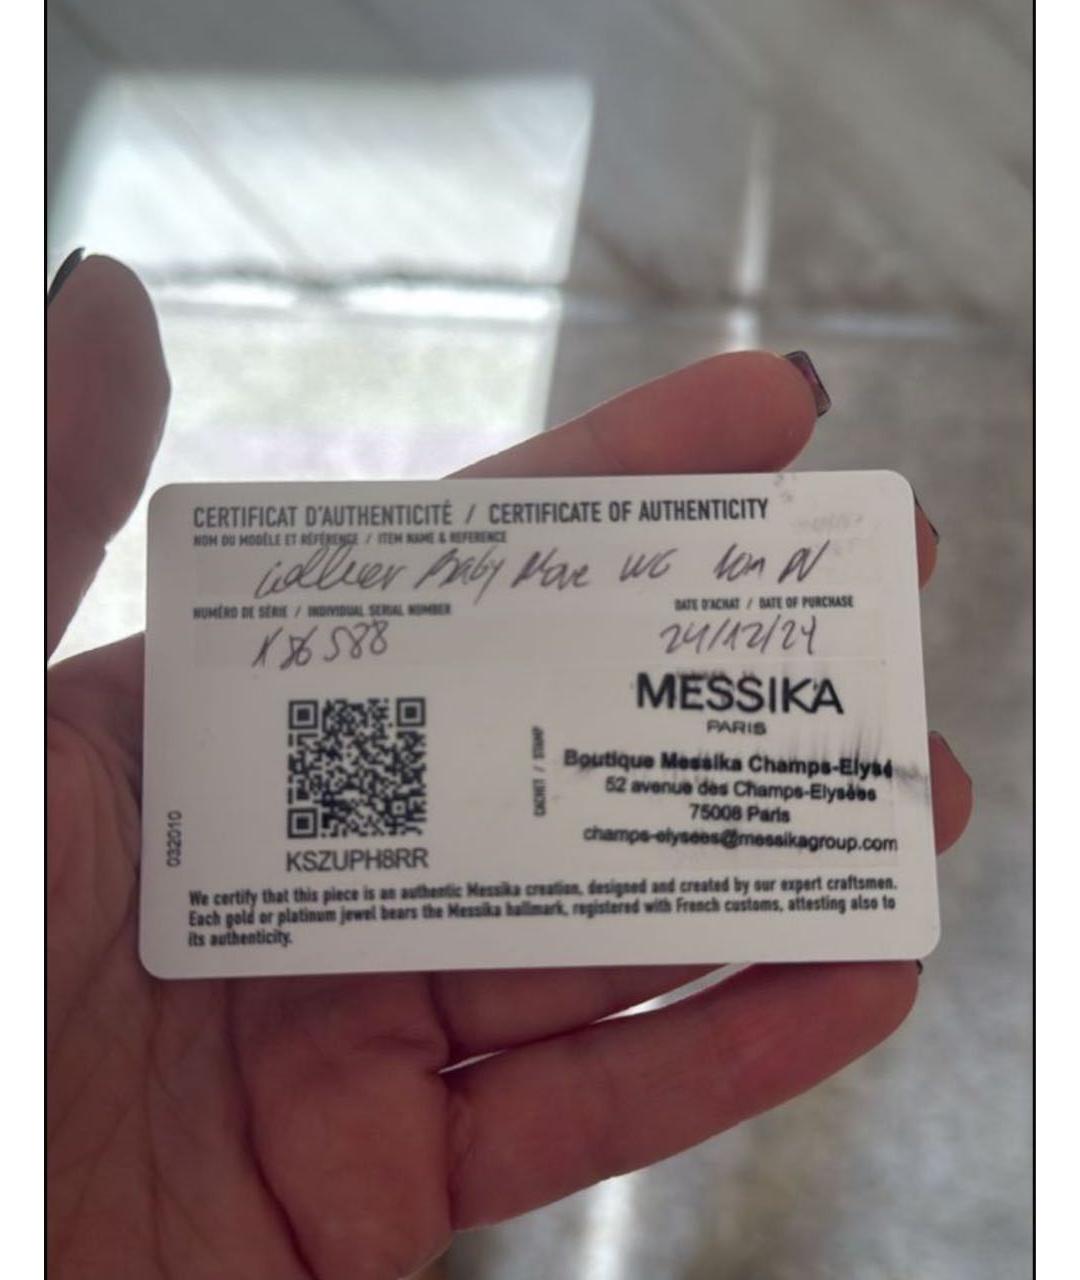 CERTIFICAT D'AUTHENTICITÉ / CERTIFICATE OF AUTHENTICITY
NOM DU MODÈLE ET RÉFÉRENCE / ITEM NAME & REFERENCE
Collier Baby Move
NUMÉRO DE SÉRIE / INDIVIDUAL SERIAL NUMBER
DATE D'ACHAT / DATE OF PURCHASE
24/12/24
MESSIKA
PARIS
CACHET / STAMP
Boutique Messika Champs-Elysé
52 avenue des Champs-Elysées
75008 Paris
champs-elysees@messikagroup.com
032010
KSZUPH8RR
We certify that this piece is an authentic Messika creation, designed and created by our expert craftsmen.
Each gold or platinum jewel bears the Messika hallmark, registered with French customs, attesting also to
its authenticity.